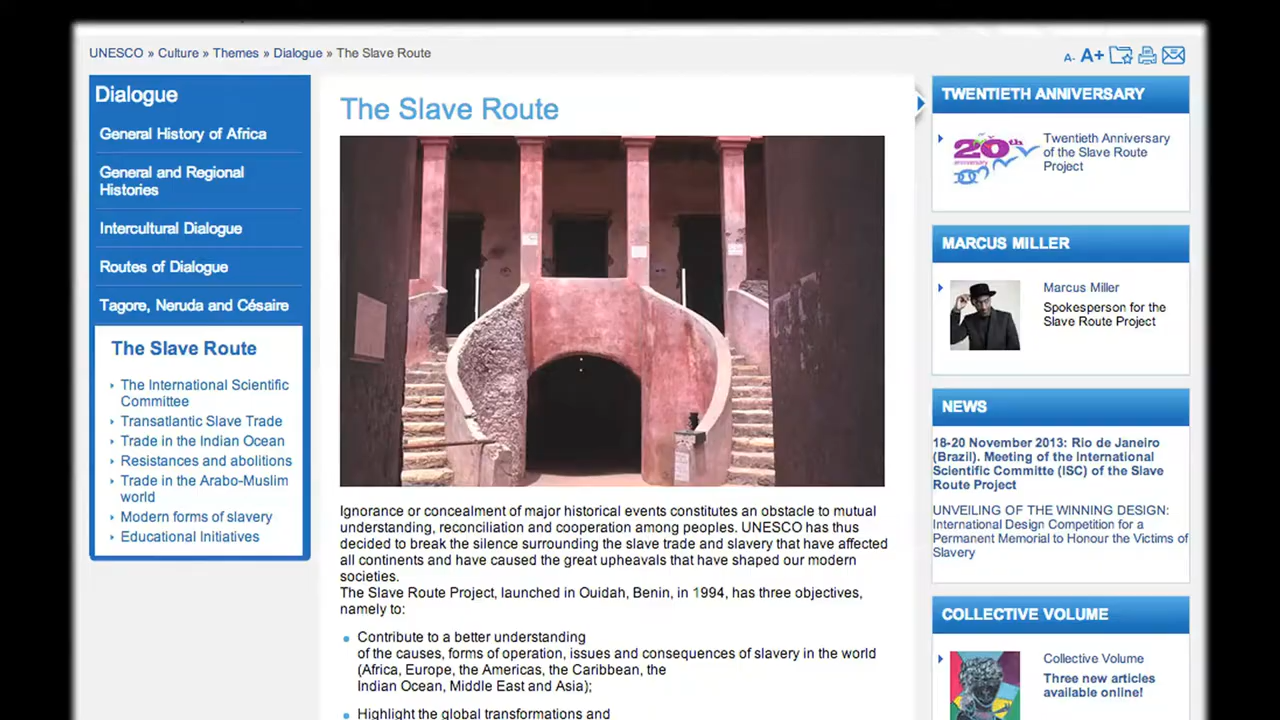 UNESCO » Culture » Themes » Dialogue » The Slave Route
A- A+
Dialogue
General History of Africa
General and Regional
Histories
Intercultural Dialogue
Routes of Dialogue
Tagore, Neruda and Césaire
The Slave Route
The International Scientific
Committee
Transatlantic Slave Trade
Trade in the Indian Ocean
Resistances and abolitions
Trade in the Arabo-Muslim
world
Modern forms of slavery
Educational Initiatives
The Slave Route
Ignorance or concealment of major historical events constitutes an obstacle to mutual
understanding, reconciliation and cooperation among peoples. UNESCO has thus
decided to break the silence surrounding the slave trade and slavery that have affected
all continents and have caused the great upheavals that have shaped our modern
societies.
The Slave Route Project, launched in Ouidah, Benin, in 1994, has three objectives,
namely to:
Contribute to a better understanding
of the causes, forms of operation, issues and consequences of slavery in the world
(Africa, Europe, the Americas, the Caribbean, the
Indian Ocean, Middle East and Asia);
Highlight the global transformations and
TWENTIETH ANNIVERSARY
20th
anniversary
Twentieth Anniversary
of the Slave Route
Project
MARCUS MILLER
Marcus Miller
Spokesperson for the
Slave Route Project
NEWS
18-20 November 2013: Rio de Janeiro
(Brazil). Meeting of the International
Scientific Committe (ISC) of the Slave
Route Project
UNVEILING OF THE WINNING DESIGN:
International Design Competition for a
Permanent Memorial to Honour the Victims of
Slavery
COLLECTIVE VOLUME
Collective Volume
Three new articles
available online!